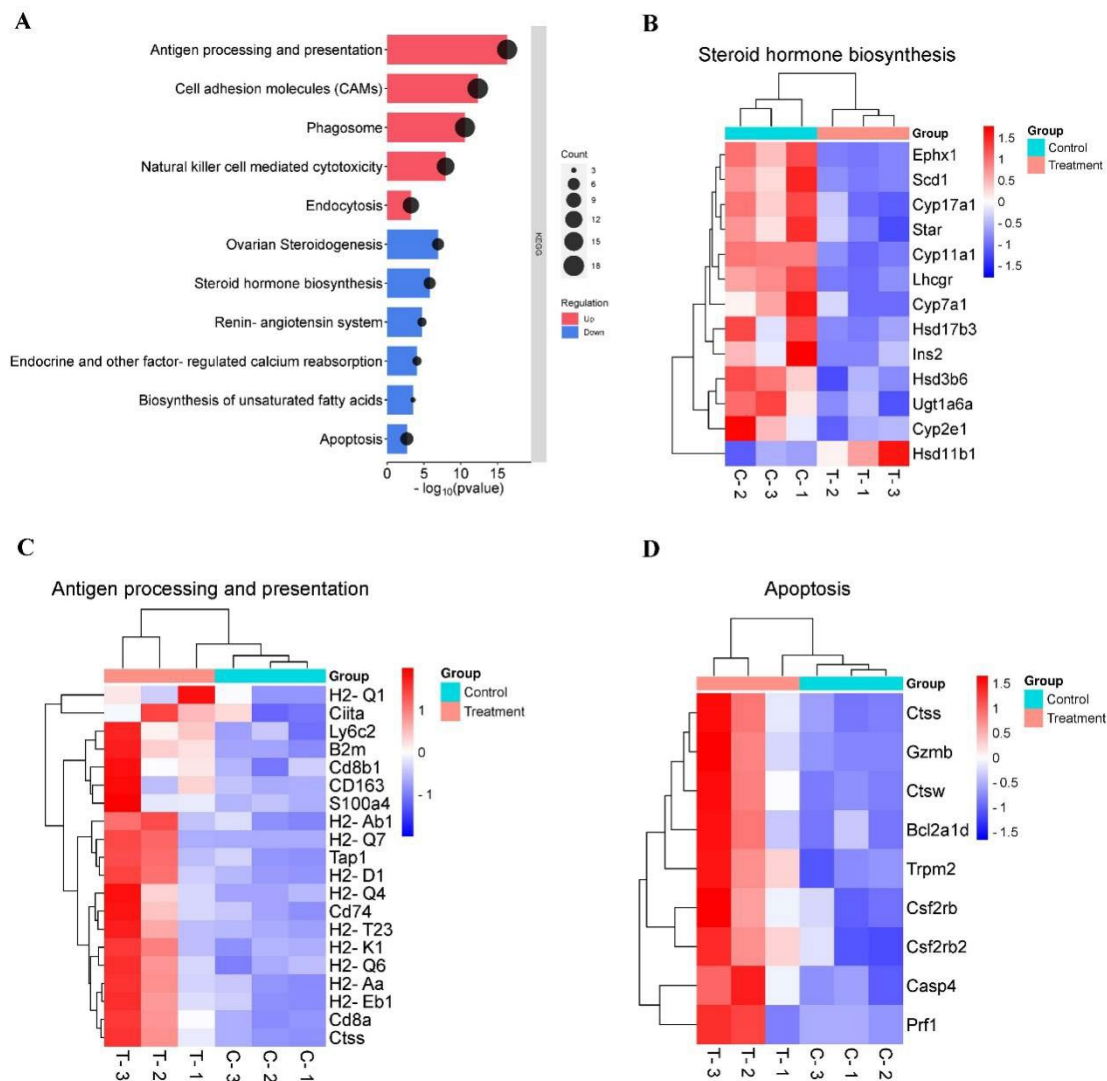 A
Antigen processing and presentation
Cell adhesion molecules (CAMs)
Phagosome
Natural killer cell mediated cytotoxicity
Endocytosis
Ovarian Steroidogenesis
Steroid hormone biosynthesis
Renin- angiotensin system
Endocrine and other factor- regulated calcium reabsorption
Biosynthesis of unsaturated fatty acids
Apoptosis
0 5 10 15
- log10(pvalue)
KEGG
Count
3
6
9
12
15
18
Regulation
Up
Down
B
Steroid hormone biosynthesis
Group
Ephx1
Scd1
Cyp17a1
Star
Cyp11a1
Lhcgr
Cyp7a1
Hsd17b3
Ins2
Hsd3b6
Ugt1a6a
Cyp2e1
Hsd11b1
C- 2 C- 3 C- 1 T- 2 T- 1 T- 3
1.5
1
0.5
0
- 0.5
- 1
- 1.5
Group
Control
Treatment
C
Antigen processing and presentation
Group
H2- Q1
Ciita
Ly6c2
B2m
Cd8b1
CD163
S100a4
H2- Ab1
H2- Q7
Tap1
H2- D1
H2- Q4
Cd74
H2- T23
H2- K1
H2- Q6
H2- Aa
H2- Eb1
Cd8a
Ctss
T- 3 T- 2 T- 1 C- 3 C- 2 C- 1
1
0
- 1
Group
Control
Treatment
D
Apoptosis
Group
Ctss
Gzmb
Ctsw
Bcl2a1d
Trpm2
Csf2rb
Csf2rb2
Casp4
Prf1
T- 3 T- 2 T- 1 C- 3 C- 1 C- 2
1.5
1
0.5
0
- 0.5
- 1
- 1.5
Group
Control
Treatment